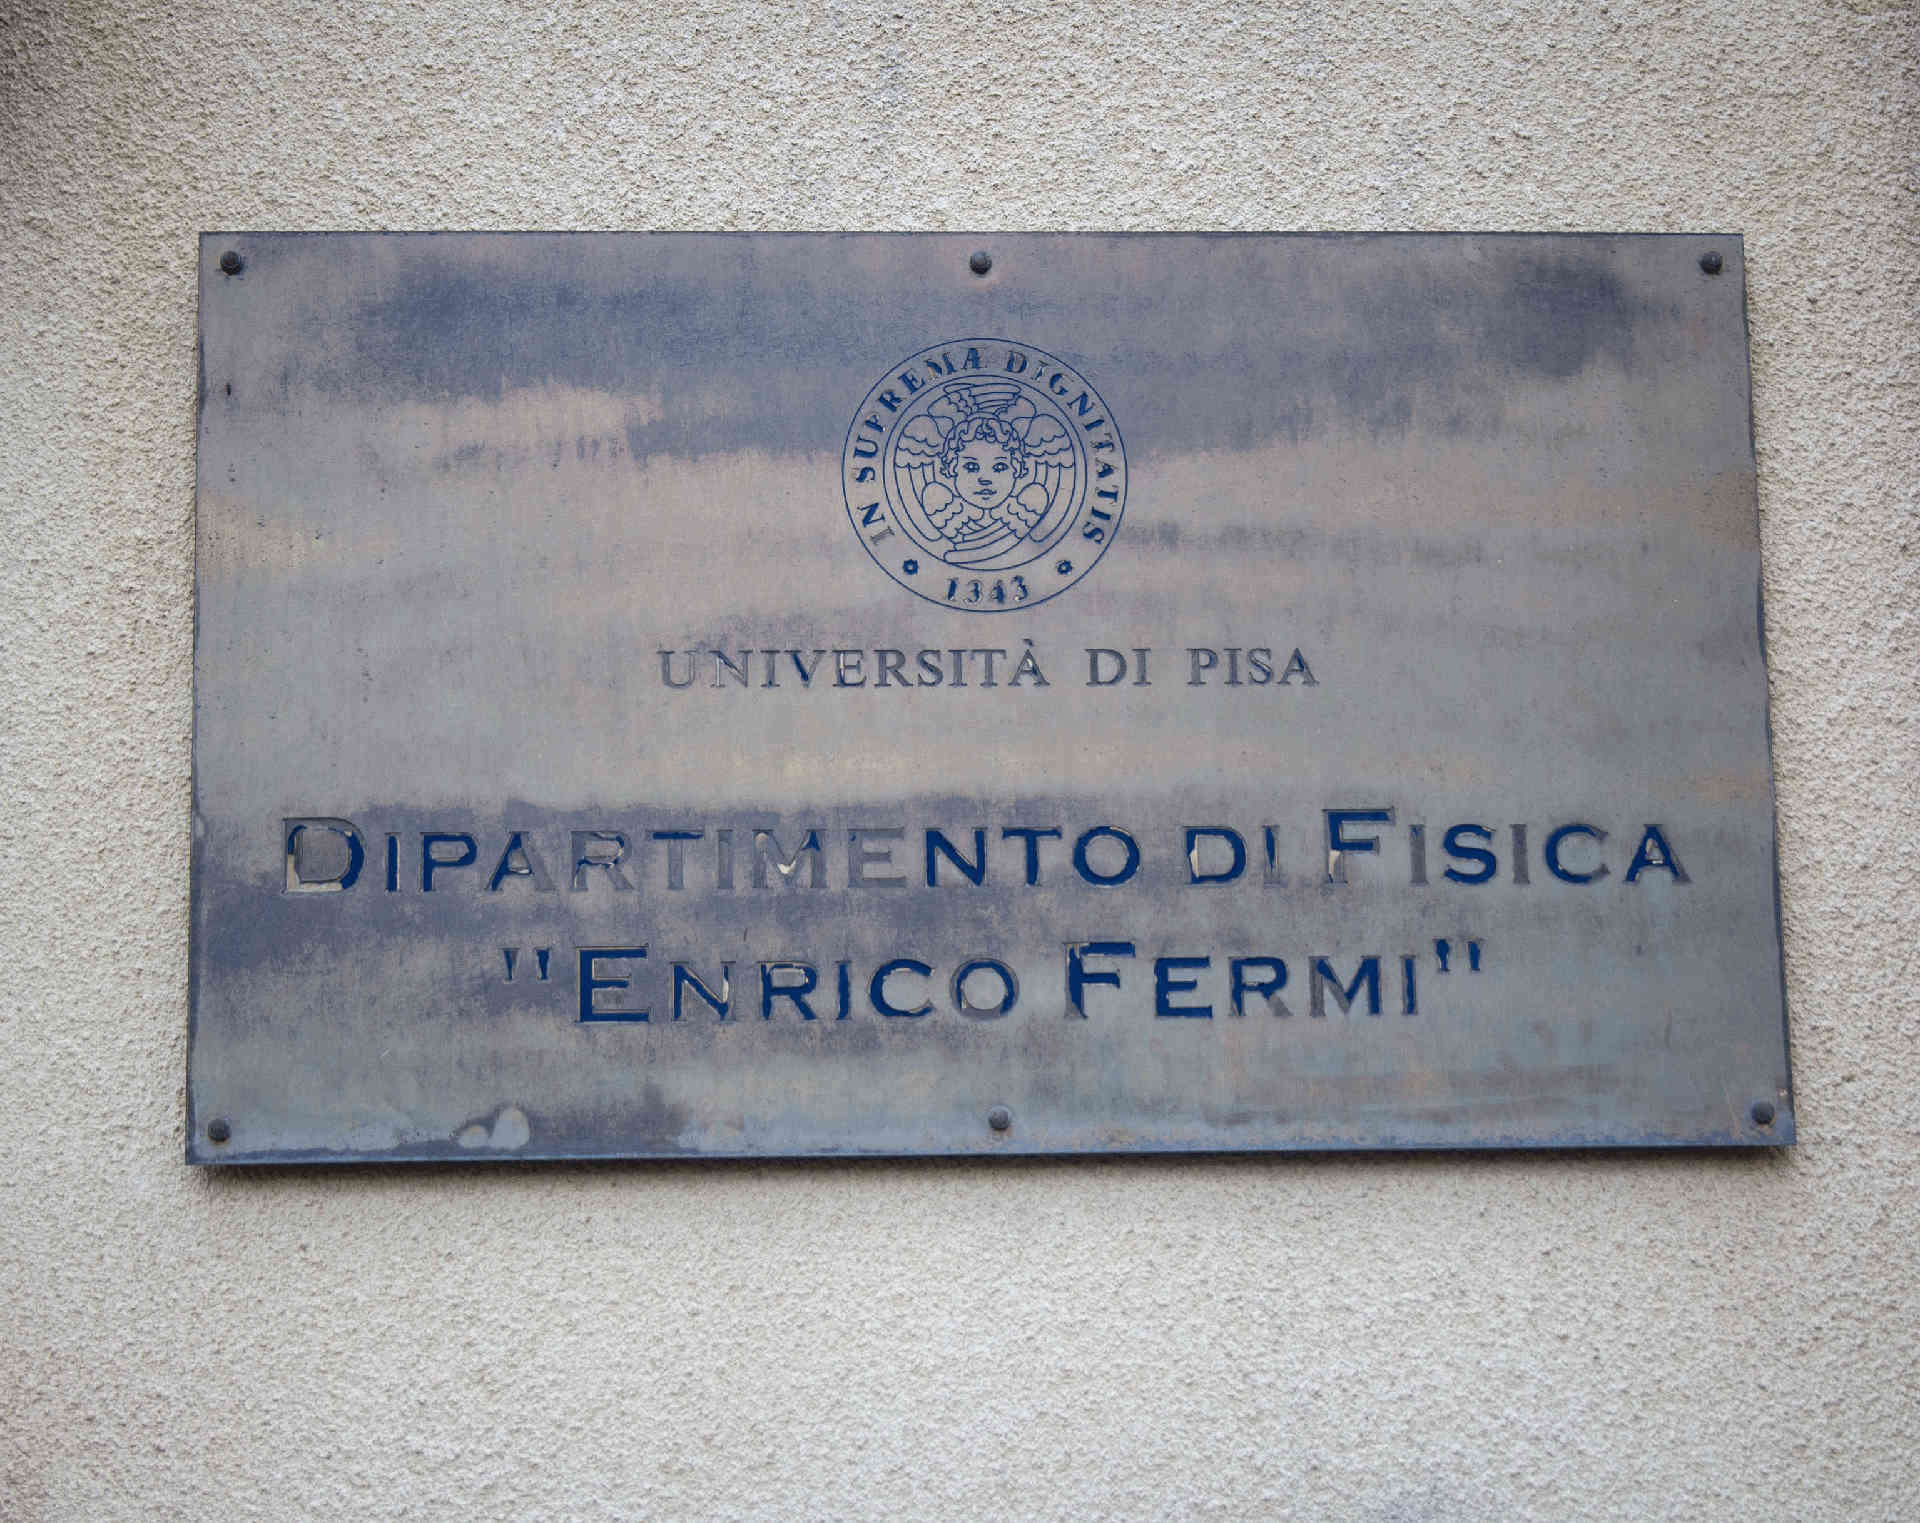 IN SUPREMA DIGNITATIS
1343
UNIVERSITÀ DI PISA
DIPARTIMENTO DI FISICA
"ENRICO FERMI"